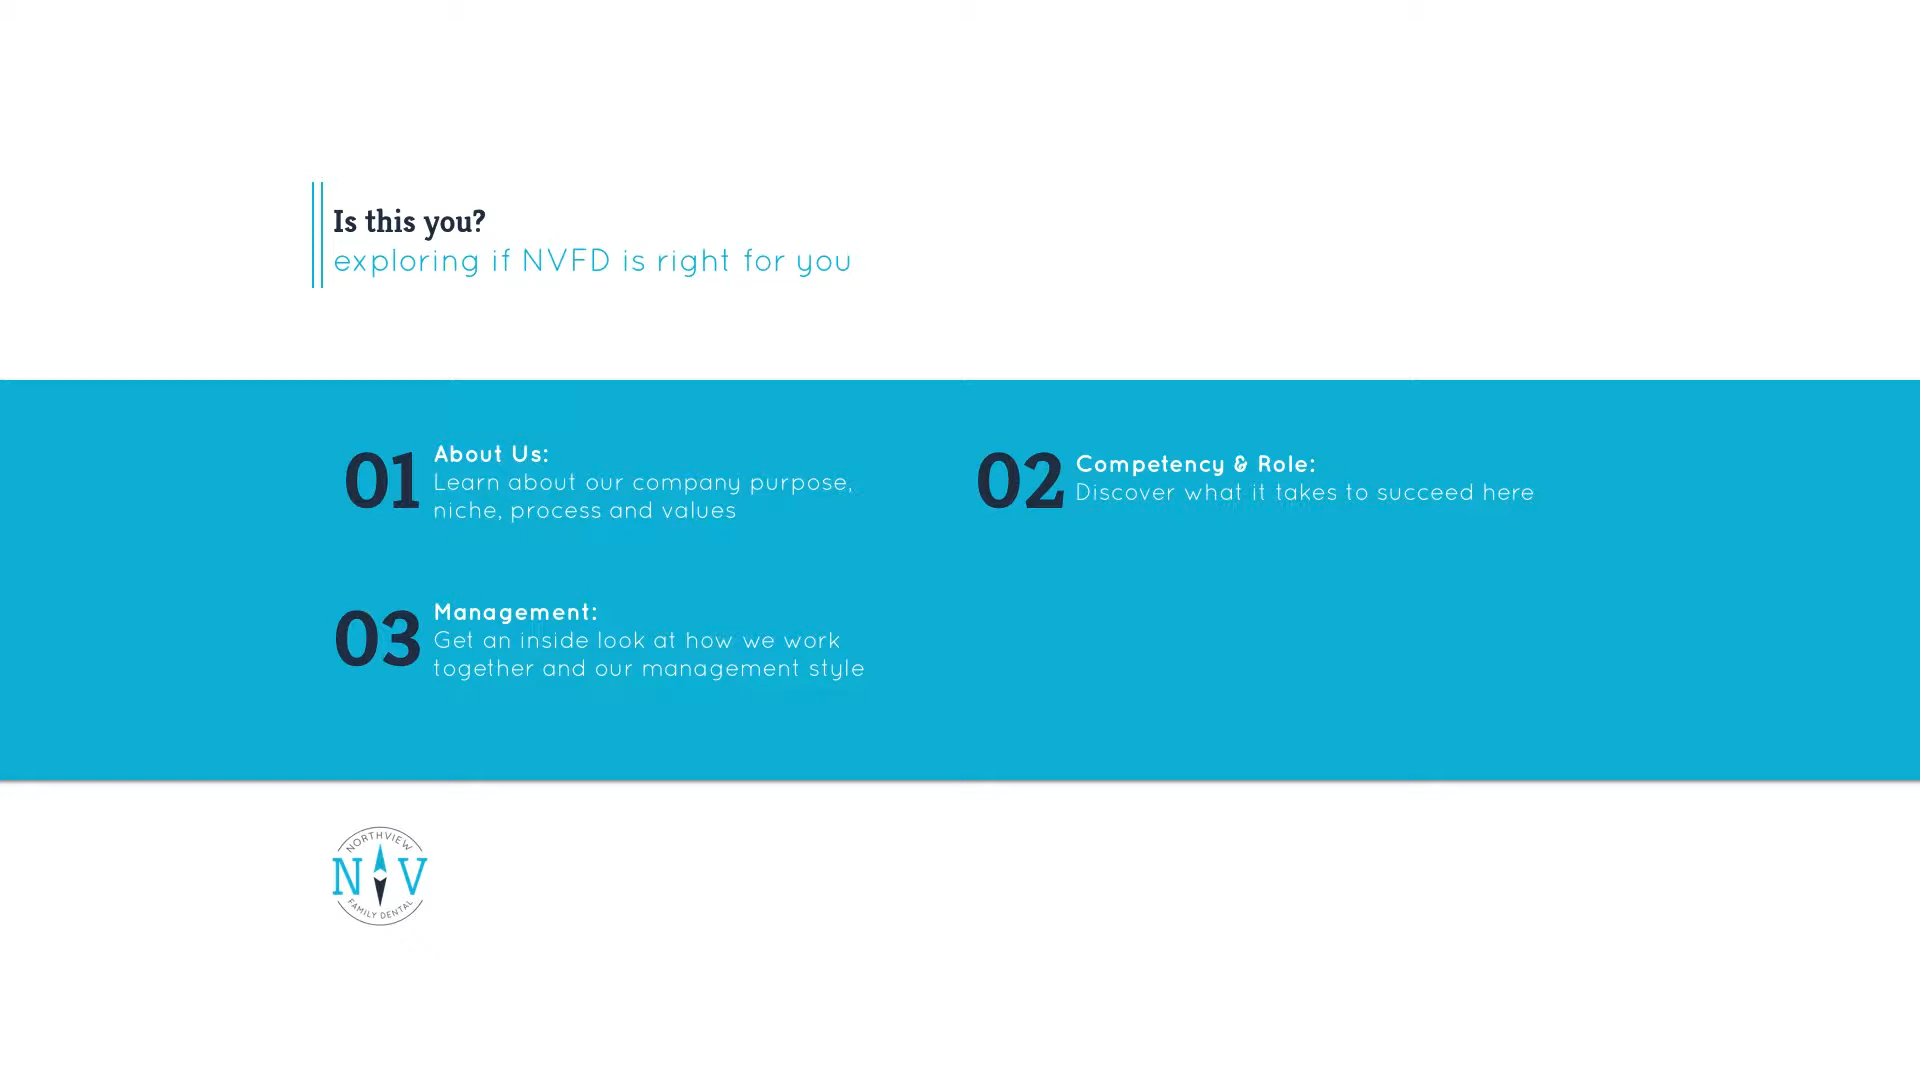 Is this you?
exploring if NVFD is right for you
01
About Us:
Learn about our company purpose,
niche, process and values
02
Competency & Role:
Discover what it takes to succeed here
03
Management:
Get an inside look at how we work
together and our management style
NORTHVIEW
N V
FAMILY DENTAL